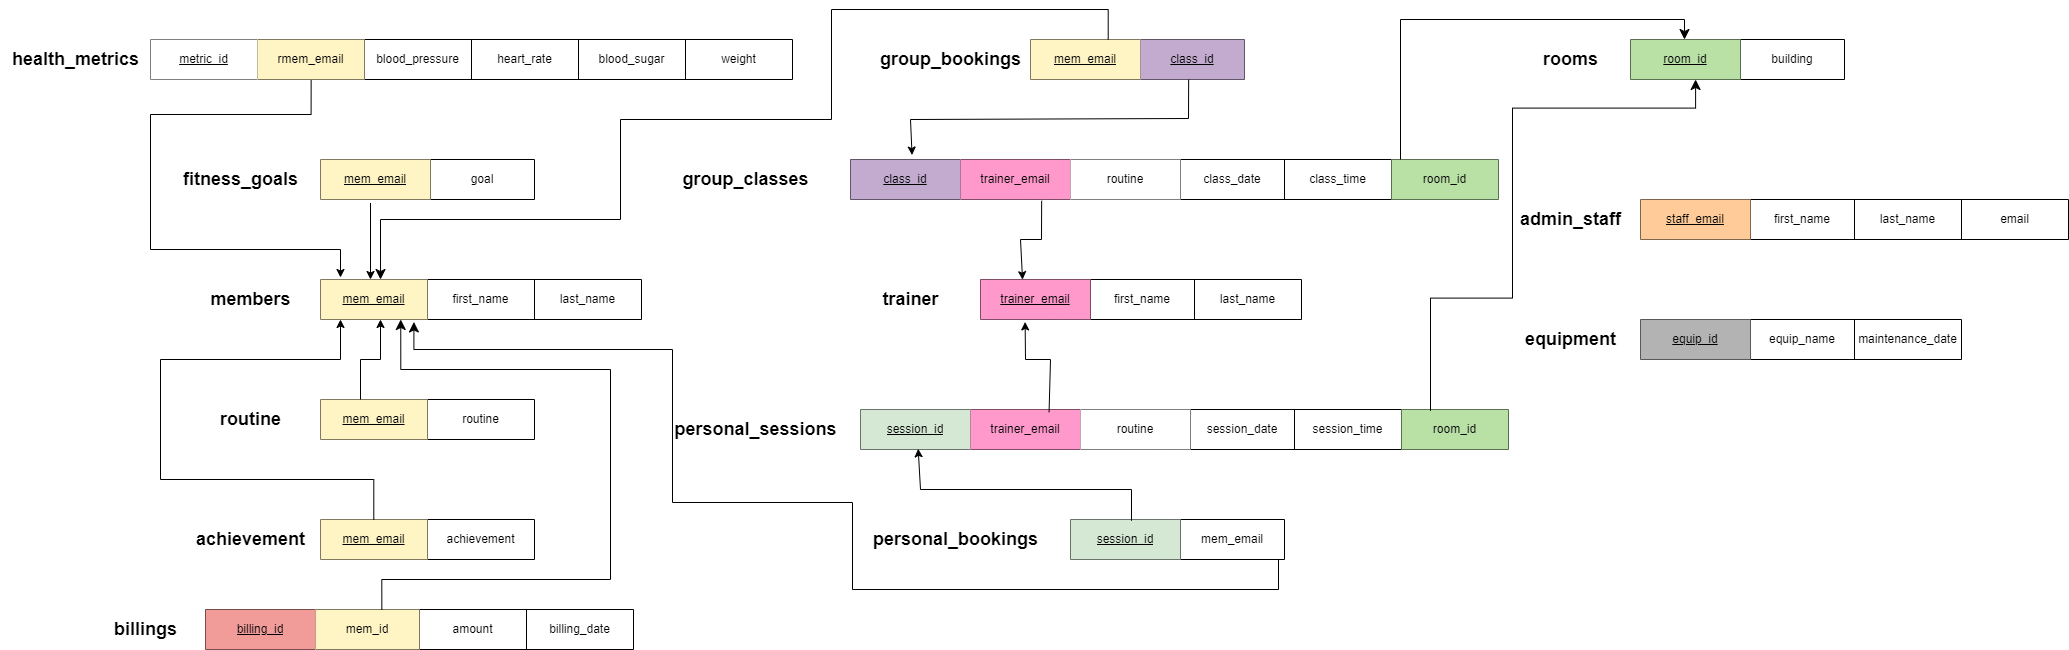 health_metrics metric_id rmem_email blood_pressure heart_rate blood_sugar weight
group_bookings mem_email class_id
rooms room_id building
fitness_goals mem_email goal
group_classes class_id trainer_email routine class_date class_time room_id
admin_staff staff_email first_name last_name email
members mem_email first_name last_name
trainer trainer_email first_name last_name
equipment equip_id equip_name maintenance_date
routine mem_email routine
personal_sessions session_id trainer_email routine session_date session_time room_id
achievement mem_email achievement
personal_bookings session_id mem_email
billings billing_id mem_id amount billing_date